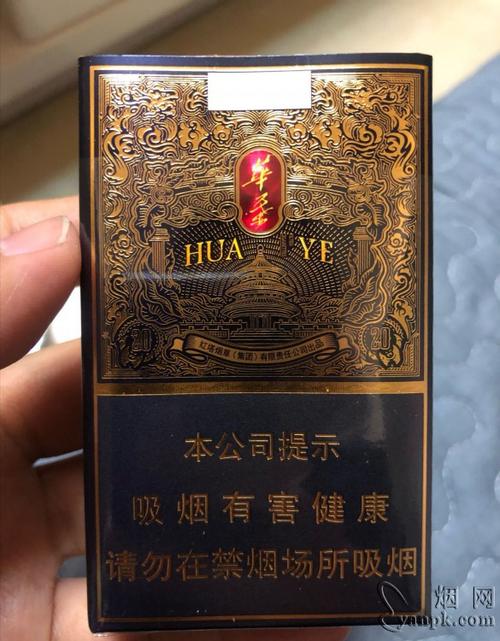 华叶
HUA YE
20 20
红塔烟草（集团）有限责任公司出品
本公司提示
吸烟有害健康
请勿在禁烟场所吸烟
烟网
yanpk.com